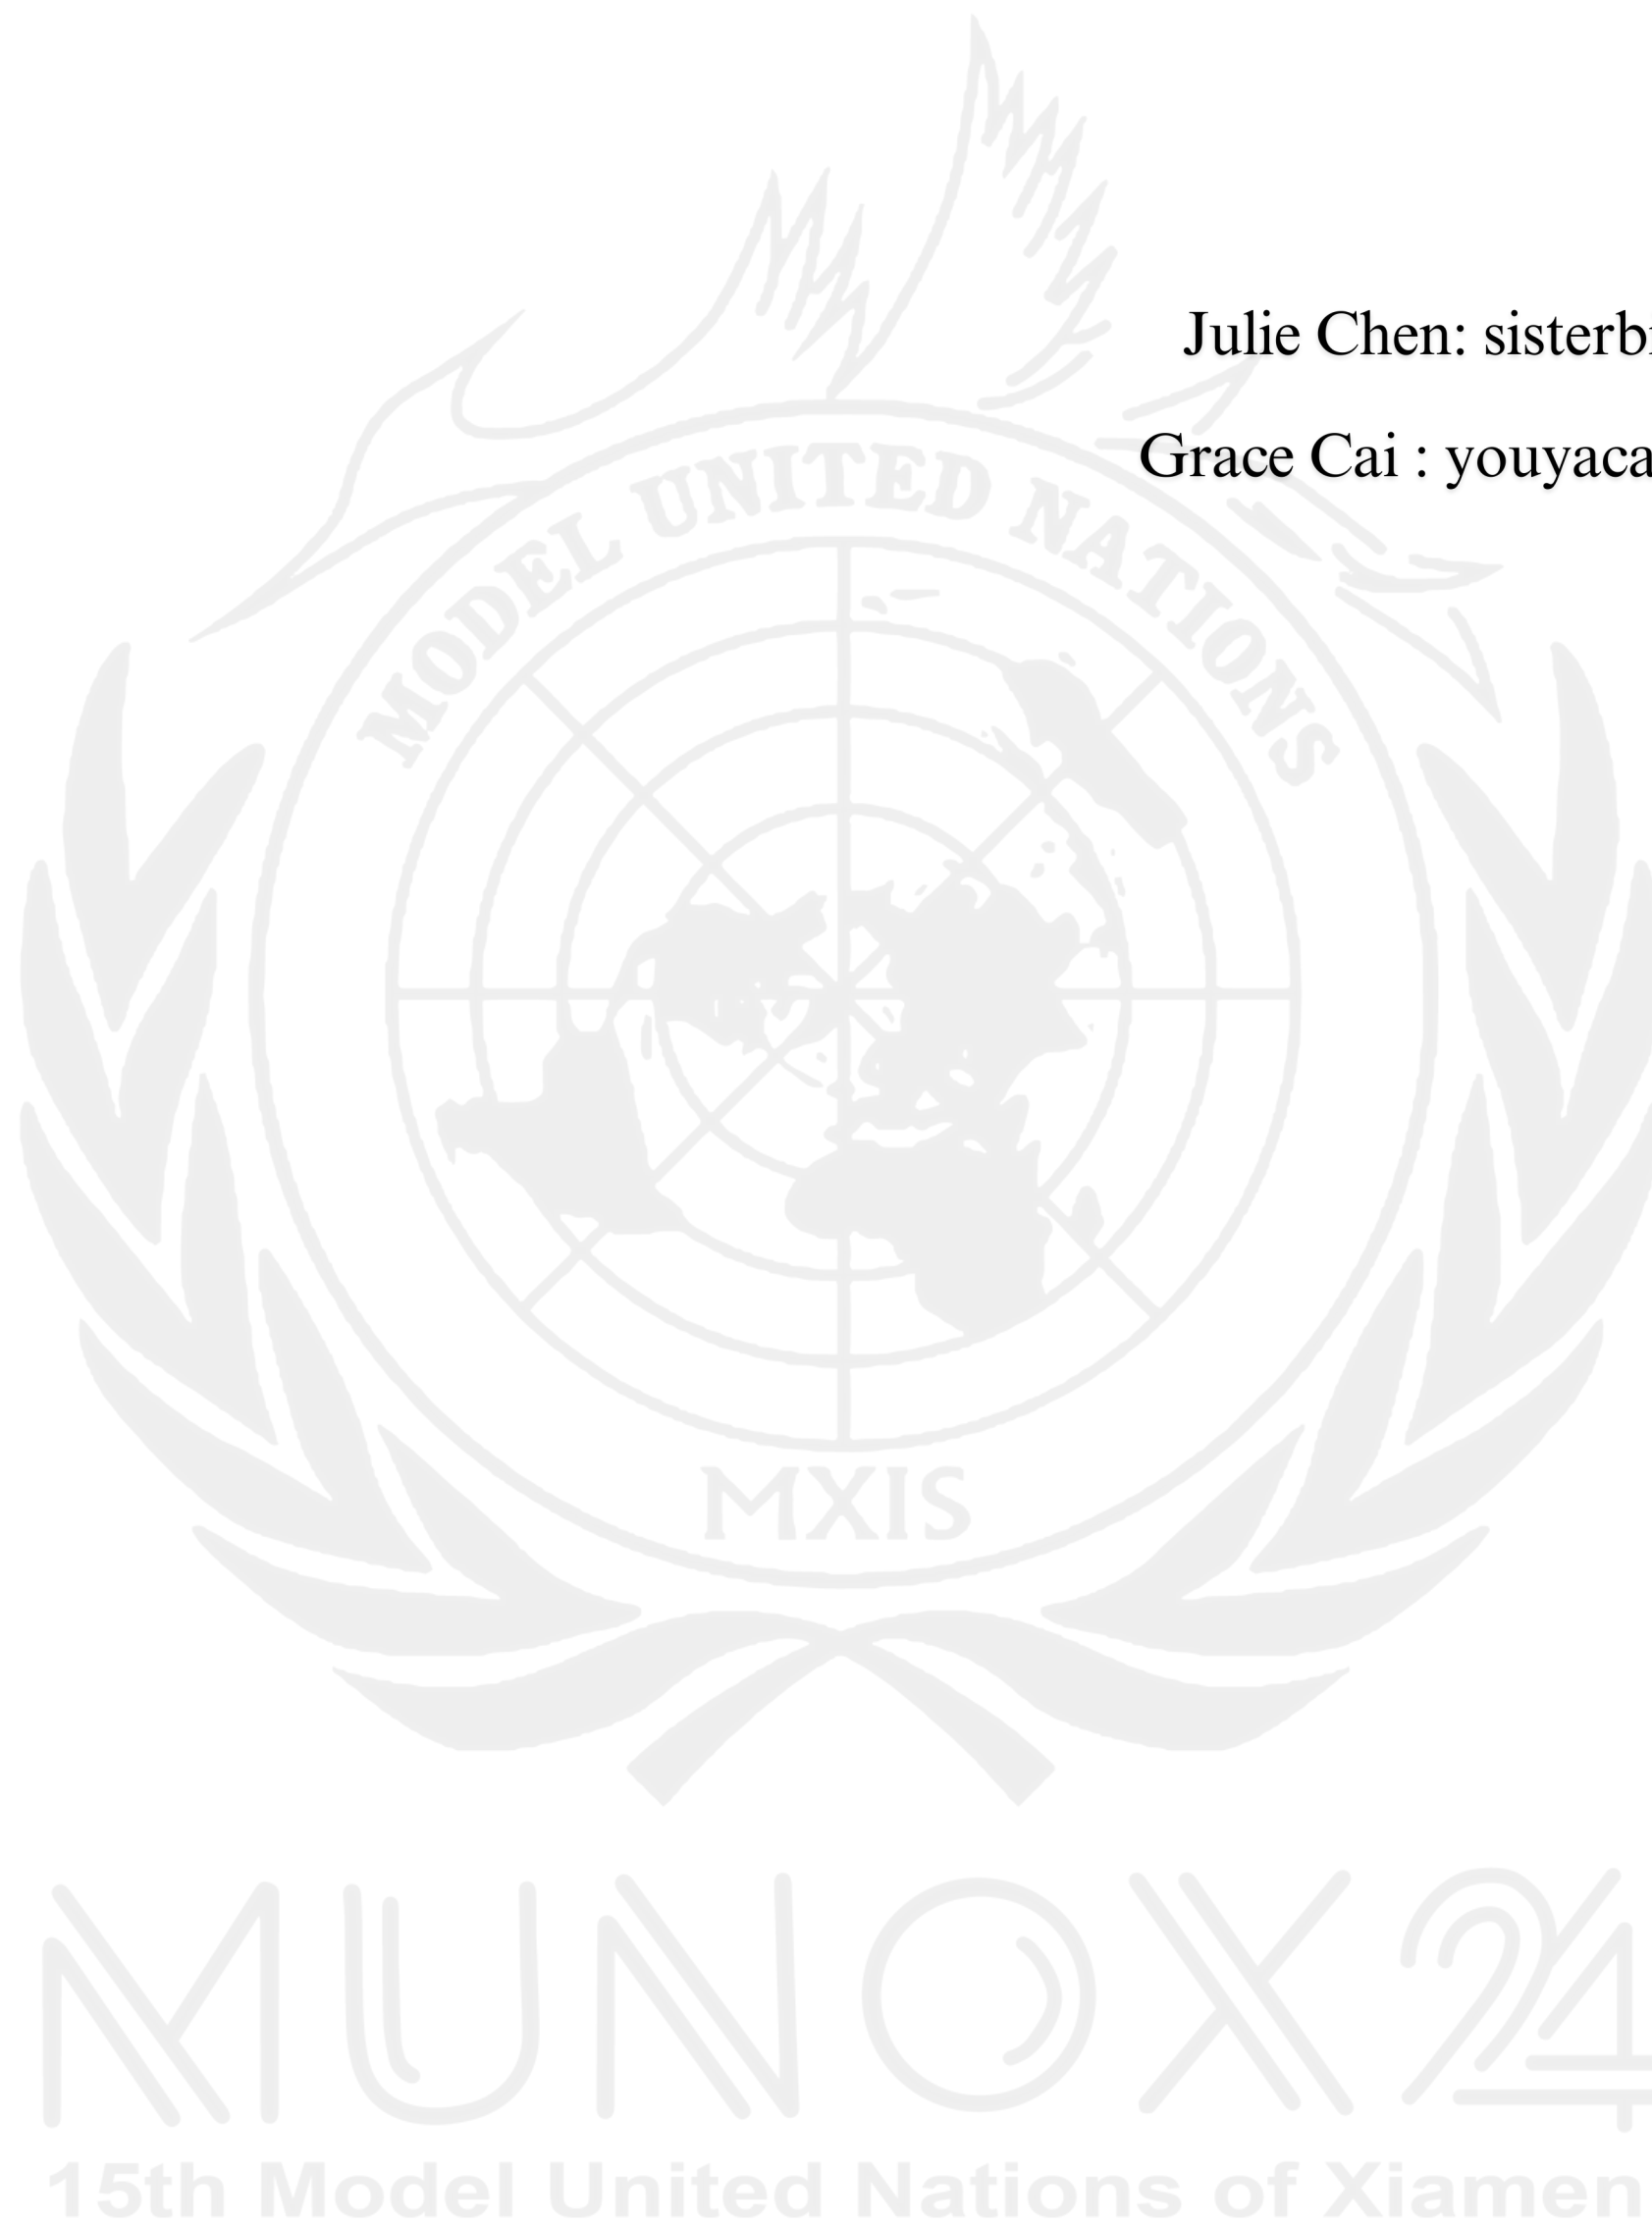 Julie Chen: sisterb
Grace Cai : youyaca
MODEL UNITED NATIONS
MXIS
MUNOX24
15th Model United Nations of Xiamen